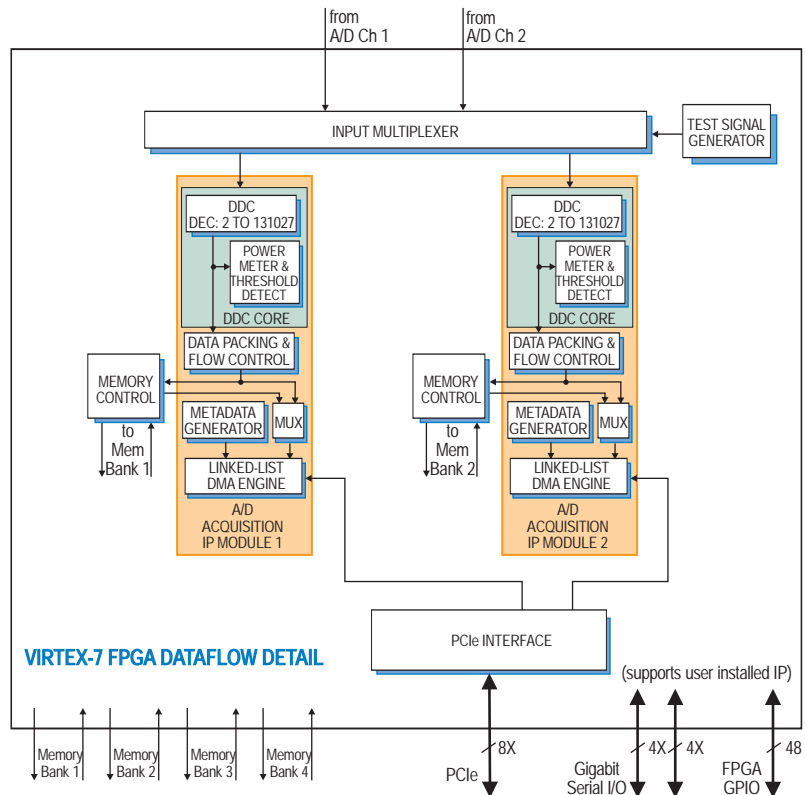 from
A/D Ch 1
from
A/D Ch 2
INPUT MULTIPLEXER
TEST SIGNAL
GENERATOR
DDC
DEC: 2 TO 131027
POWER
METER &
THRESHOLD
DETECT
DDC CORE
DATA PACKING &
FLOW CONTROL
MEMORY
CONTROL
to
Mem
Bank 1
METADATA
GENERATOR
MUX
LINKED-LIST
DMA ENGINE
A/D
ACQUISITION
IP MODULE 1
DDC
DEC: 2 TO 131027
POWER
METER &
THRESHOLD
DETECT
DDC CORE
DATA PACKING &
FLOW CONTROL
MEMORY
CONTROL
to
Mem
Bank 2
METADATA
GENERATOR
MUX
LINKED-LIST
DMA ENGINE
A/D
ACQUISITION
IP MODULE 2
PCIe INTERFACE
VIRTEX-7 FPGA DATAFLOW DETAIL
(supports user installed IP)
Memory
Bank 1
Memory
Bank 2
Memory
Bank 3
Memory
Bank 4
8X
PCIe
4X
4X
Gigabit
Serial I/O
48
FPGA
GPIO